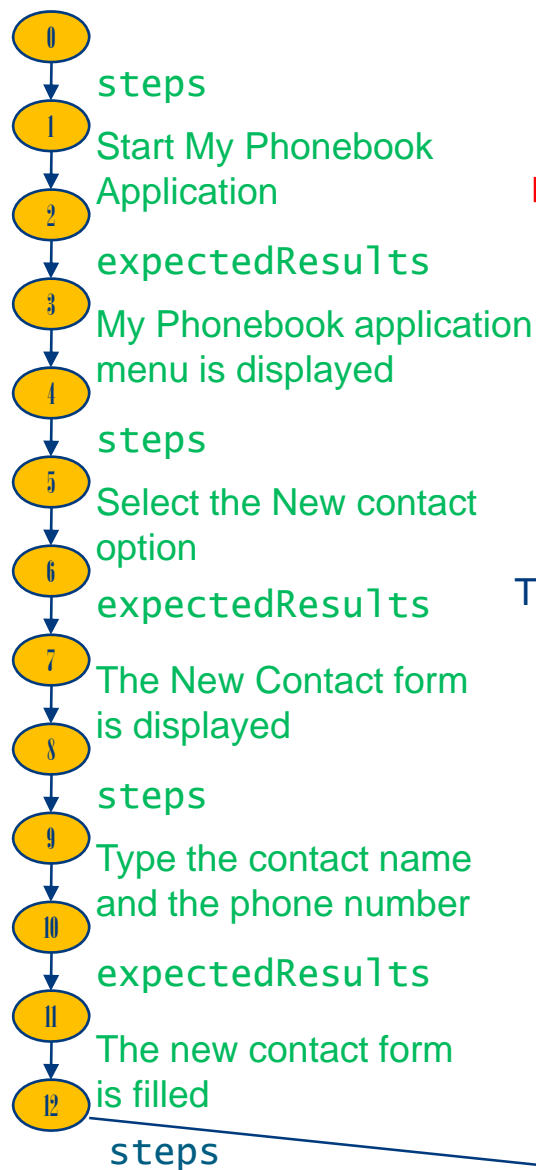 0
steps
1
Start My Phonebook
Application
2
expectedResults
3
My Phonebook application
menu is displayed
4
steps
5
Select the New contact
option
6
expectedResults
T
7
The New Contact form
is displayed
8
steps
9
Type the contact name
and the phone number
10
expectedResults
11
The new contact form
is filled
12
steps